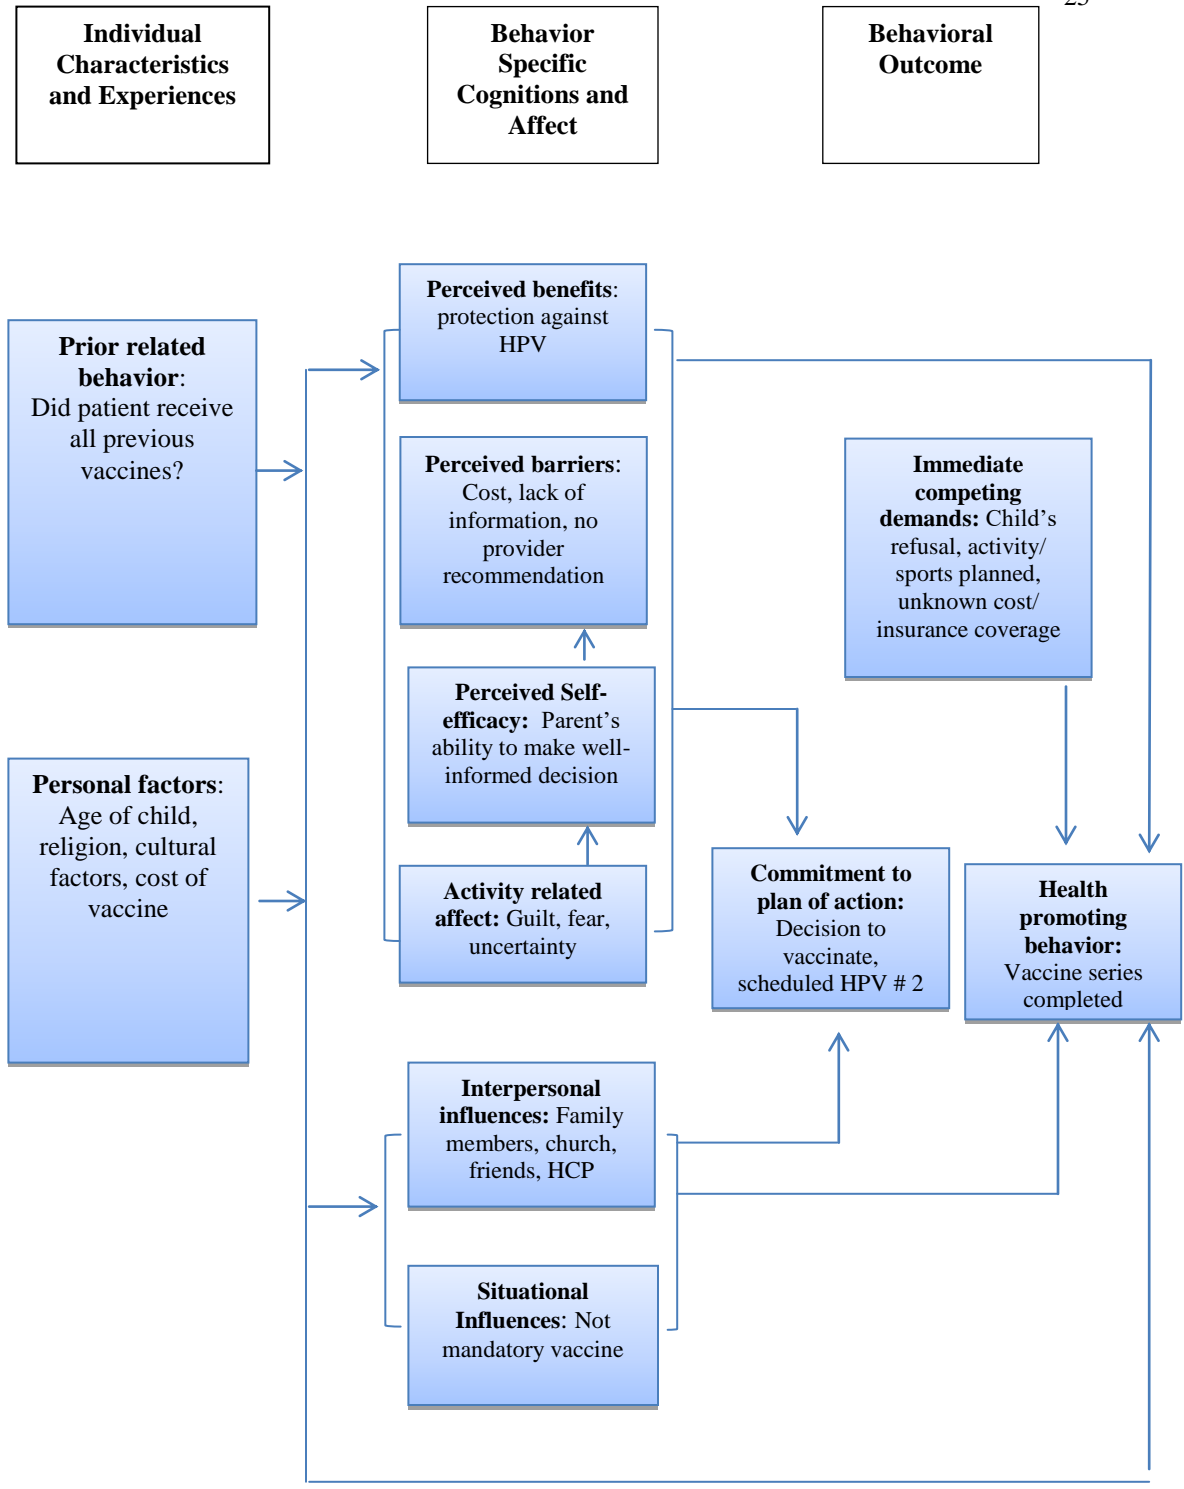 Individual
Characteristics
and Experiences
Behavior
Specific
Cognitions and
Affect
Behavioral
Outcome
Perceived benefits:
protection against
HPV
Prior related
behavior:
Did patient receive
all previous
vaccines?
Perceived barriers:
Cost, lack of
information, no
provider
recommendation
Immediate
competing
demands: Child’s
refusal, activity/
sports planned,
unknown cost/
insurance coverage
Perceived Self-
efficacy: Parent’s
ability to make well-
informed decision
Personal factors:
Age of child,
religion, cultural
factors, cost of
vaccine
Activity related
affect: Guilt, fear,
uncertainty
Commitment to
plan of action:
Decision to
vaccinate,
scheduled HPV # 2
Health
promoting
behavior:
Vaccine series
completed
Interpersonal
influences: Family
members, church,
friends, HCP
Situational
Influences: Not
mandatory vaccine